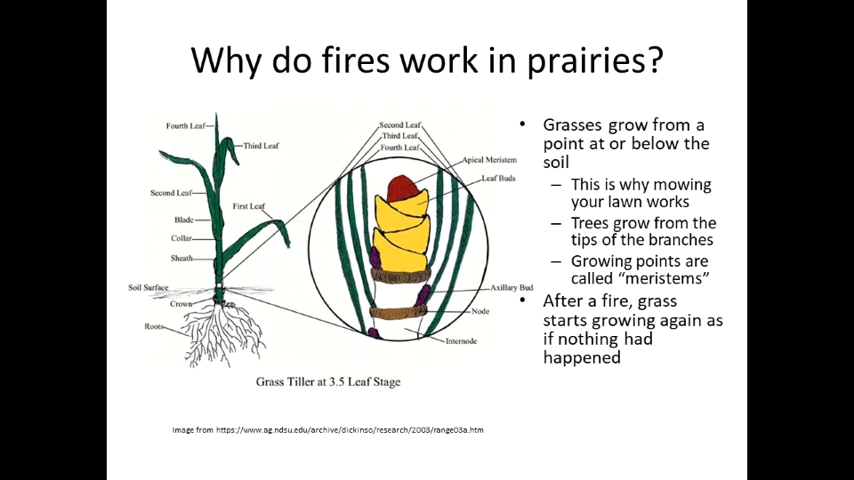 Why do fires work in prairies?
Fourth Leaf
Third Leaf
Second Leaf
First Leaf
Blade
Collar
Sheath
Soil Surface
Crown
Roots
Second Leaf
Third Leaf
Fourth Leaf
Apical Meristem
Leaf Buds
Axillary Bud
Node
Internode
Grass Tiller at 3.5 Leaf Stage
Image from https://www.ag.ndsu.edu/archive/dickinso/research/2003/range03a.htm
• Grasses grow from a
point at or below the
soil
– This is why mowing
your lawn works
– Trees grow from the
tips of the branches
– Growing points are
called “meristems”
• After a fire, grass
starts growing again as
if nothing had
happened